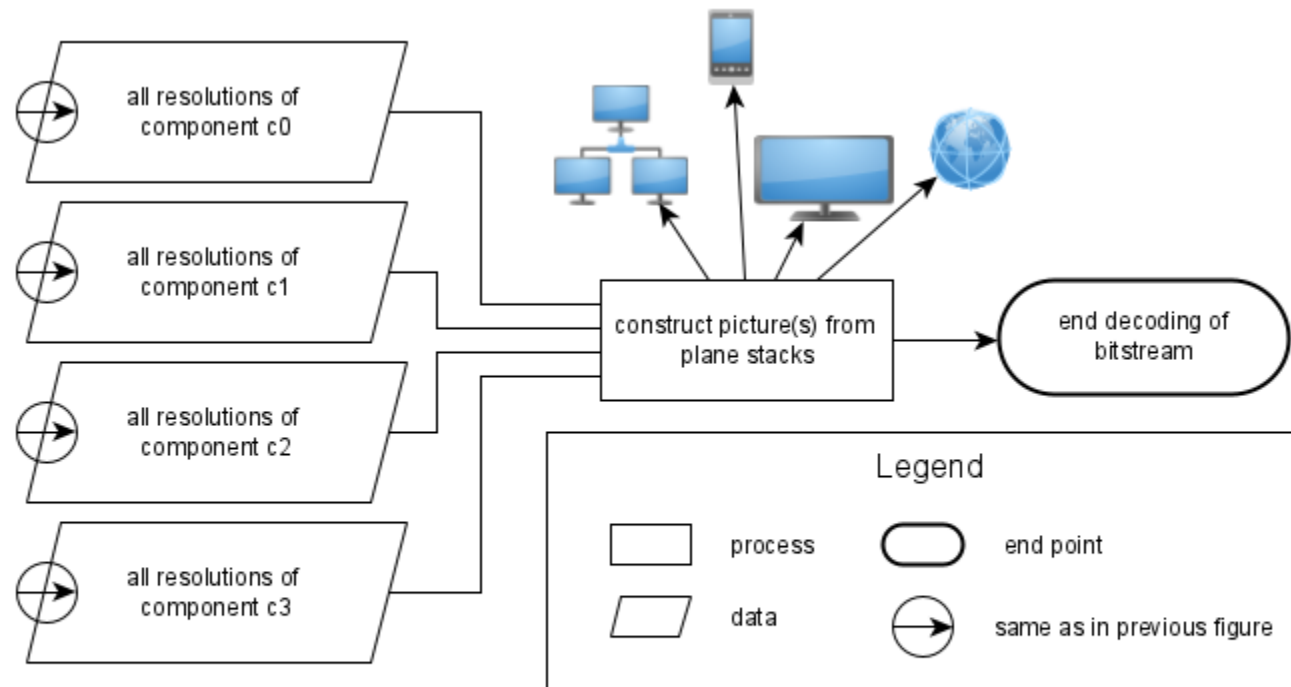 all resolutions of
component c0
all resolutions of
component c1
all resolutions of
component c2
all resolutions of
component c3
construct picture(s) from
plane stacks
end decoding of
bitstream
Legend
process
end point
data
same as in previous figure